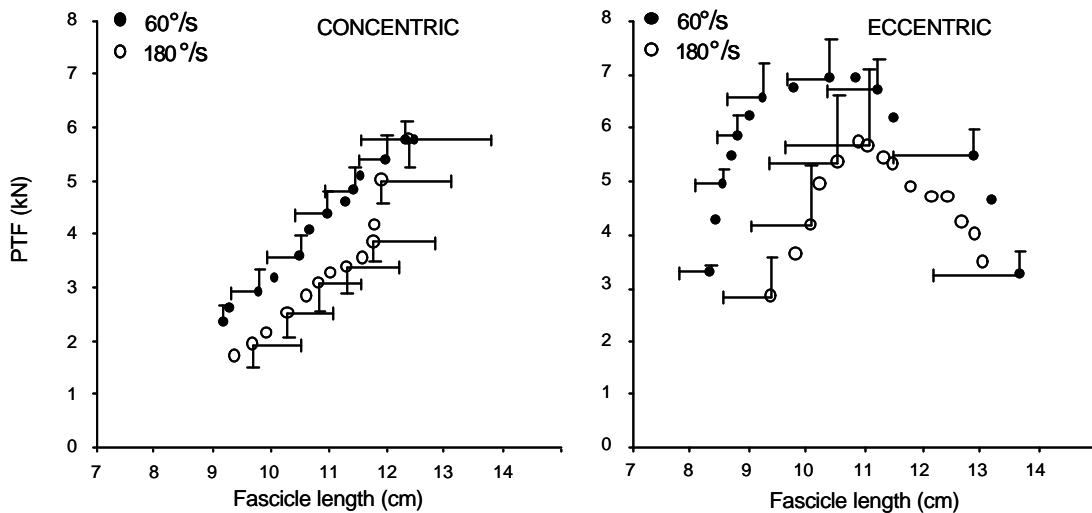 CONCENTRIC
60°/s
180°/s
PTF (kN)
8
7
6
5
4
3
2
1
0
7 8 9 10 11 12 13 14
Fascicle length (cm)
ECCENTRIC
60°/s
180°/s
8
7
6
5
4
3
2
1
0
7 8 9 10 11 12 13 14
Fascicle length (cm)